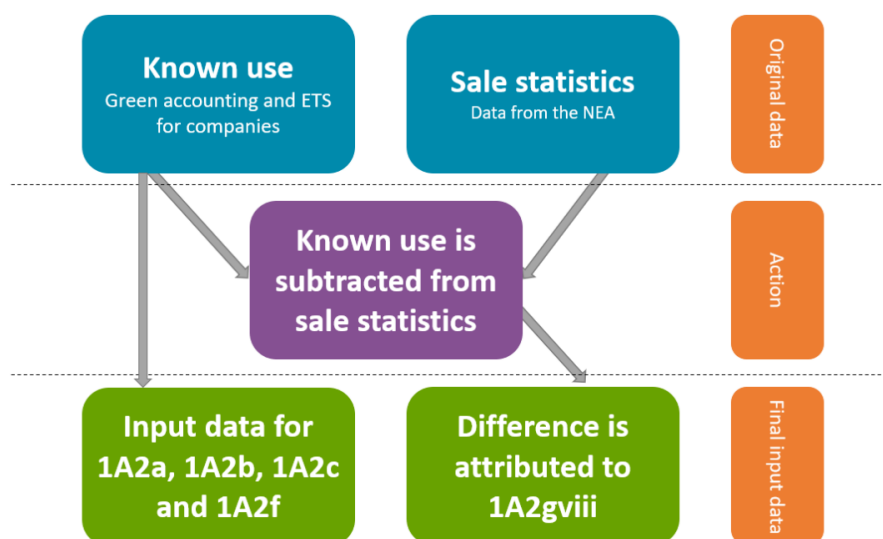 Known use
Green accounting and ETS
for companies
Sale statistics
Data from the NEA
Original data
Known use is
subtracted from
sale statistics
Action
Input data for
1A2a, 1A2b, 1A2c
and 1A2f
Difference is
attributed to
1A2gviii
Final input data